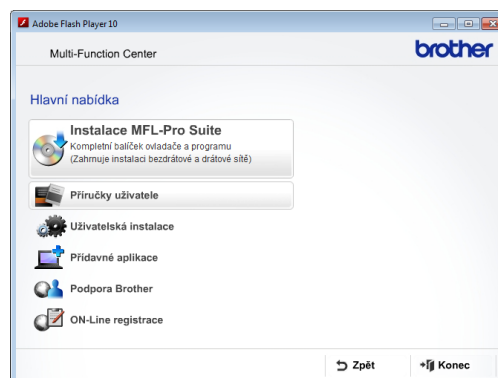 Adobe Flash Player 10
Multi-Function Center
brother
Hlavní nabídka
Instalace MFL-Pro Suite
Kompletní balíček ovladače a programu
(Zahrnuje instalaci bezdrátové a drátové sítě)
Příručky uživatele
Uživatelská instalace
Přídavné aplikace
Podpora Brother
ON-Line registrace
Zpět
Konec